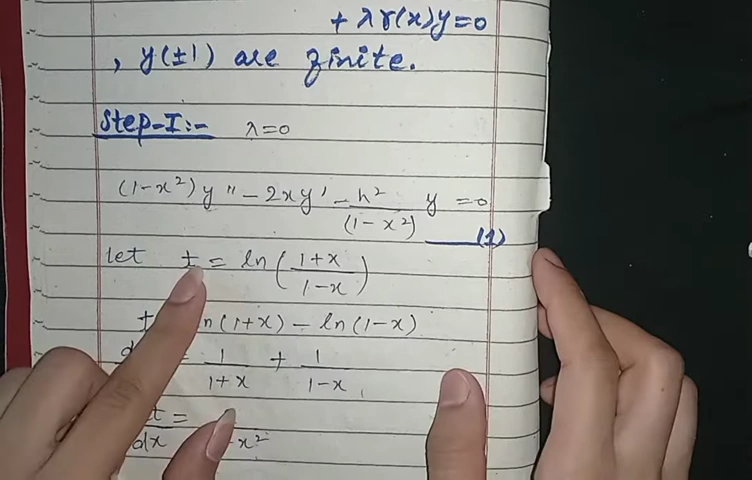 + λr(x)y=0
, y(±1) are finite.
Step-I:- λ=0
(1-x²)y'' - 2xy' - h²/(1-x²) y = 0 (1)
let t = ln((1+x)/(1-x))
t n(1+x) - ln(1-x)
= 1/(1+x) + 1/(1-x)
t/dx = x²